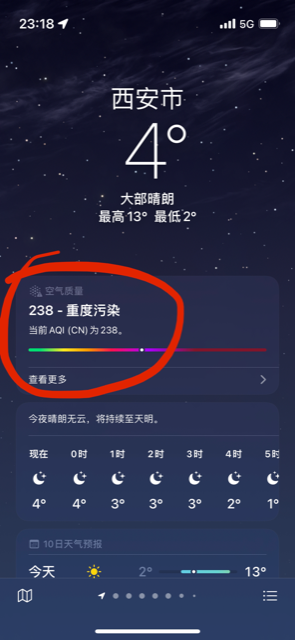 23:18 5G
西安市
4°
大部晴朗
最高 13° 最低 2°
空气质量
238 - 重度污染
当前 AQI (CN) 为 238。
查看更多
今夜晴朗无云，将持续至天明。
现在 0时 1时 2时 3时 4时 5时
4° 4° 3° 3° 3° 2° 1°
10日天气预报
今天 2° 13°